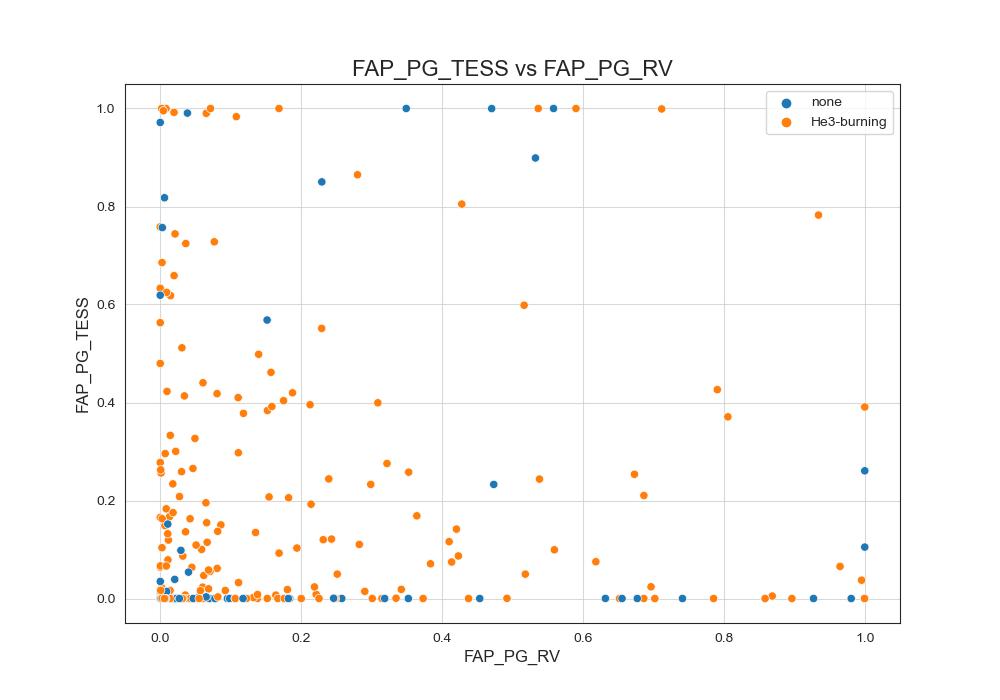 FAP_PG_TESS vs FAP_PG_RV
none
He3-burning
1.0
0.8
0.6
0.4
0.2
0.0
FAP_PG_TESS
0.0 0.2 0.4 0.6 0.8 1.0
FAP_PG_RV